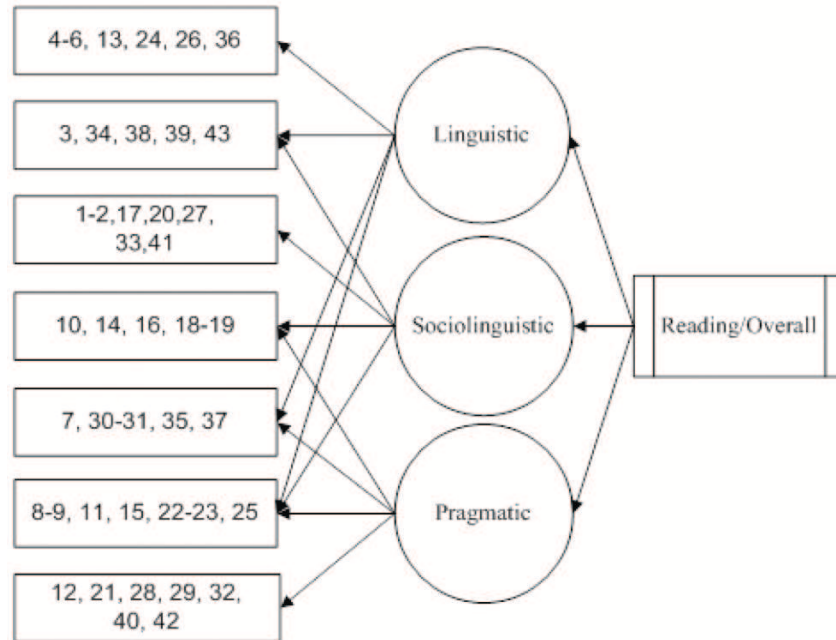 4-6, 13, 24, 26, 36
3, 34, 38, 39, 43
1-2,17,20,27,
33,41
10, 14, 16, 18-19
7, 30-31, 35, 37
8-9, 11, 15, 22-23, 25
12, 21, 28, 29, 32,
40, 42
Linguistic
Sociolinguistic
Pragmatic
Reading/Overall